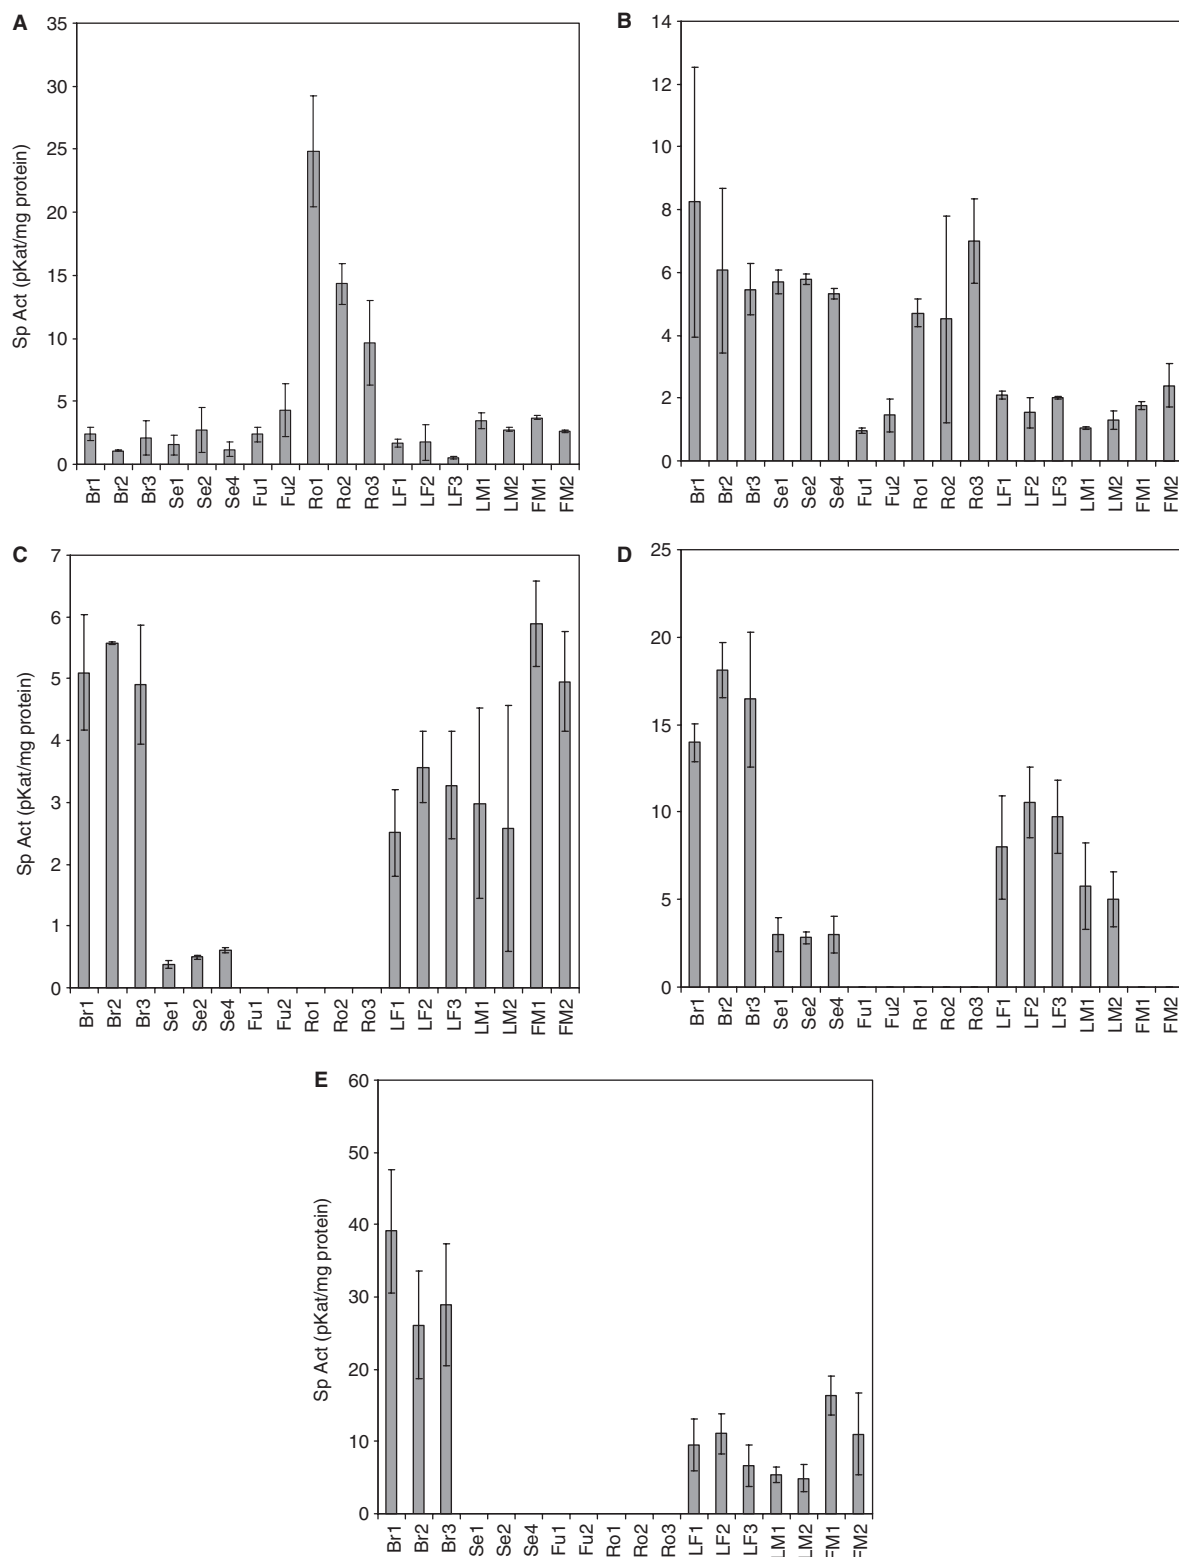 A
35
30
25
20
15
10
5
0
Sp Act (pKat/mg protein)
Br1 Br2 Br3 Se1 Se2 Se4 Fu1 Fu2 Ro1 Ro2 Ro3 LF1 LF2 LF3 LM1 LM2 FM1 FM2
B
14
12
10
8
6
4
2
0
Br1 Br2 Br3 Se1 Se2 Se4 Fu1 Fu2 Ro1 Ro2 Ro3 LF1 LF2 LF3 LM1 LM2 FM1 FM2
C
7
6
5
4
3
2
1
0
Sp Act (pKat/mg protein)
Br1 Br2 Br3 Se1 Se2 Se4 Fu1 Fu2 Ro1 Ro2 Ro3 LF1 LF2 LF3 LM1 LM2 FM1 FM2
D
25
20
15
10
5
0
Br1 Br2 Br3 Se1 Se2 Se4 Fu1 Fu2 Ro1 Ro2 Ro3 LF1 LF2 LF3 LM1 LM2 FM1 FM2
E
60
50
40
30
20
10
0
Sp Act (pKat/mg protein)
Br1 Br2 Br3 Se1 Se2 Se4 Fu1 Fu2 Ro1 Ro2 Ro3 LF1 LF2 LF3 LM1 LM2 FM1 FM2